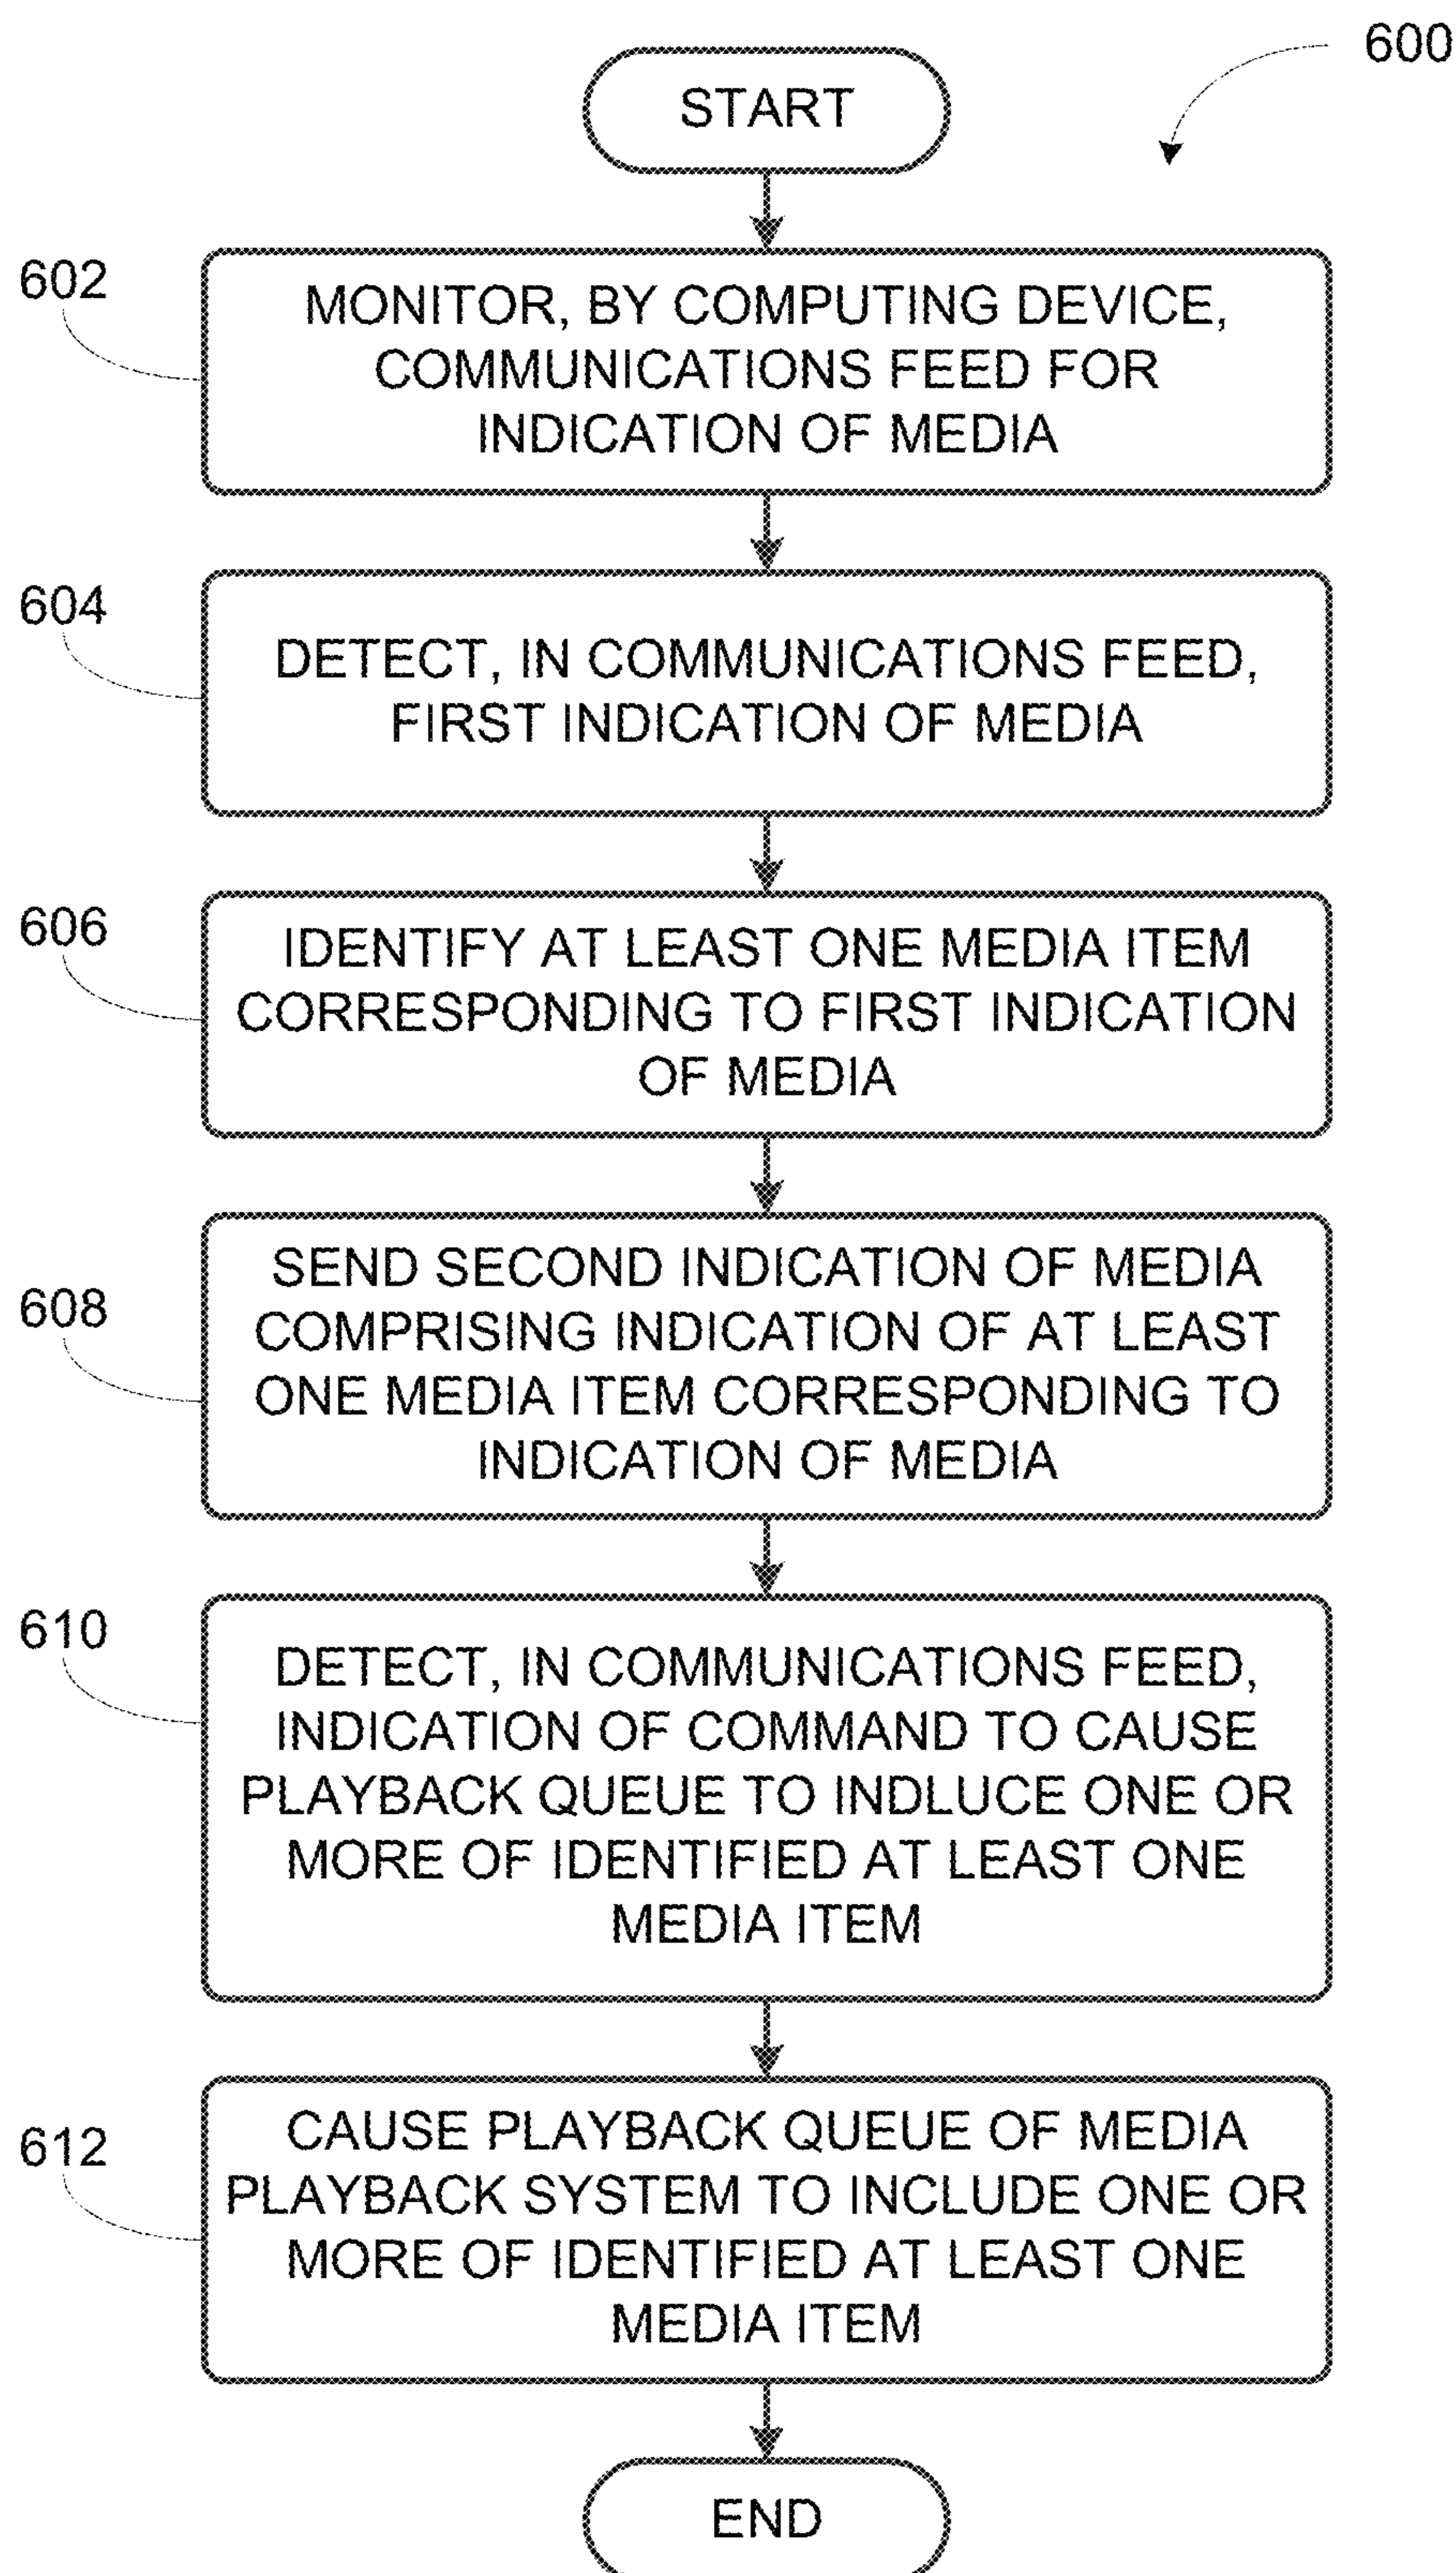 600
START
602
MONITOR, BY COMPUTING DEVICE,
COMMUNICATIONS FEED FOR
INDICATION OF MEDIA
604
DETECT, IN COMMUNICATIONS FEED,
FIRST INDICATION OF MEDIA
606
IDENTIFY AT LEAST ONE MEDIA ITEM
CORRESPONDING TO FIRST INDICATION
OF MEDIA
608
SEND SECOND INDICATION OF MEDIA
COMPRISING INDICATION OF AT LEAST
ONE MEDIA ITEM CORRESPONDING TO
INDICATION OF MEDIA
610
DETECT, IN COMMUNICATIONS FEED,
INDICATION OF COMMAND TO CAUSE
PLAYBACK QUEUE TO INDLUCE ONE OR
MORE OF IDENTIFIED AT LEAST ONE
MEDIA ITEM
612
CAUSE PLAYBACK QUEUE OF MEDIA
PLAYBACK SYSTEM TO INCLUDE ONE OR
MORE OF IDENTIFIED AT LEAST ONE
MEDIA ITEM
END